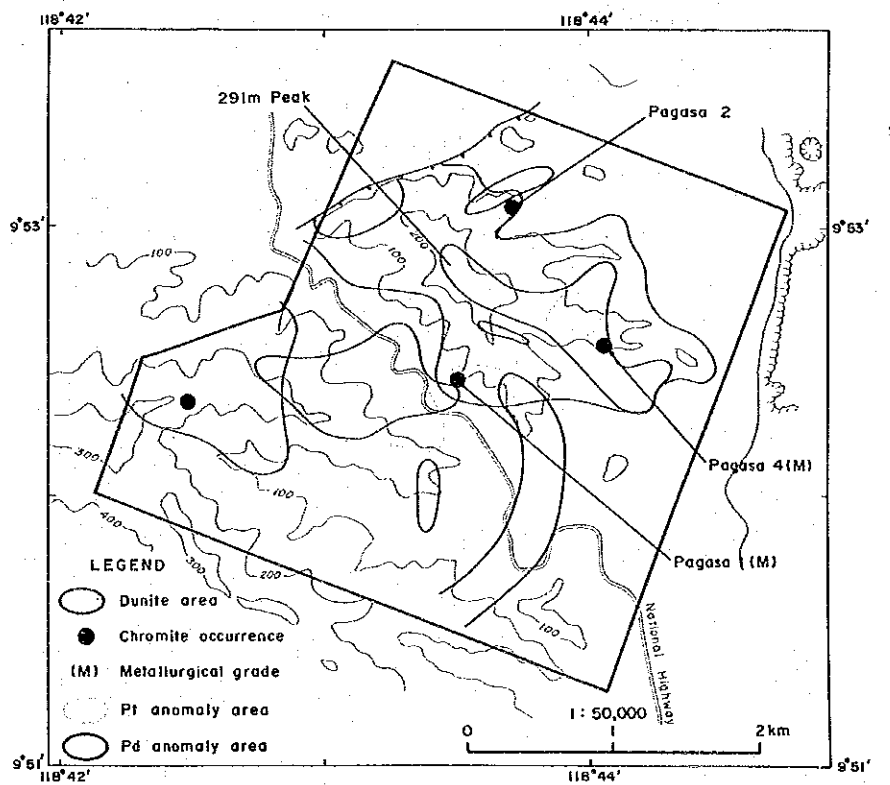 118°42'
118°44'
291m Peak
Pagasa 2
9°53'
9°53'
100
200
100
300
400
100
300
200
100
Pagasa 4(M)
Pagasa 1(M)
National Highway
LEGEND
Dunite area
Chromite occurrence
(M) Metallurgical grade
Pt anomaly area
Pd anomaly area
1:50,000
0
1
2km
9°51'
9°51'
118°42'
118°44'